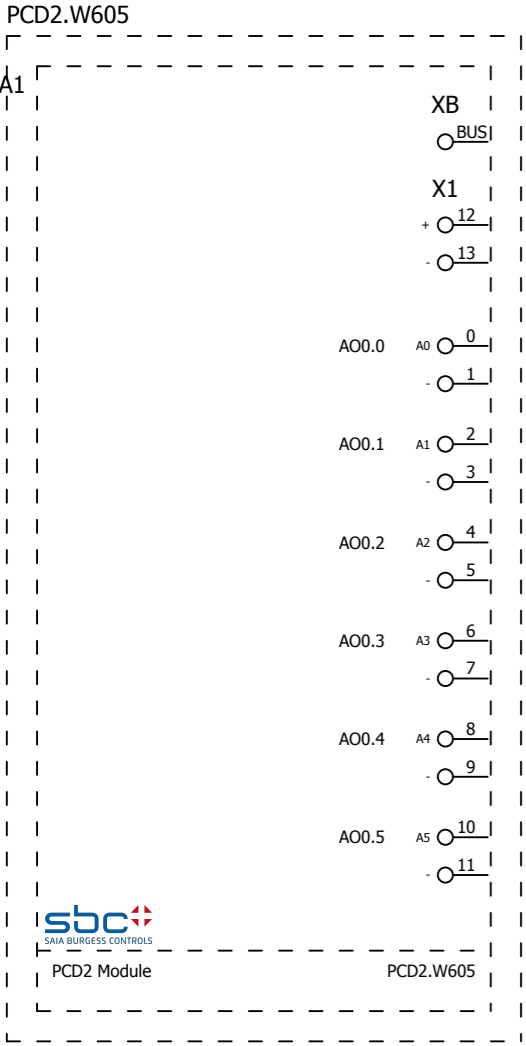 PCD2.W605
A1
XB
BUS
X1
+ 12
- 13
AO0.0 A0 0
- 1
AO0.1 A1 2
- 3
AO0.2 A2 4
- 5
AO0.3 A3 6
- 7
AO0.4 A4 8
- 9
AO0.5 A5 10
- 11
sbc
SAIA BURGESS CONTROLS
PCD2 Module PCD2.W605